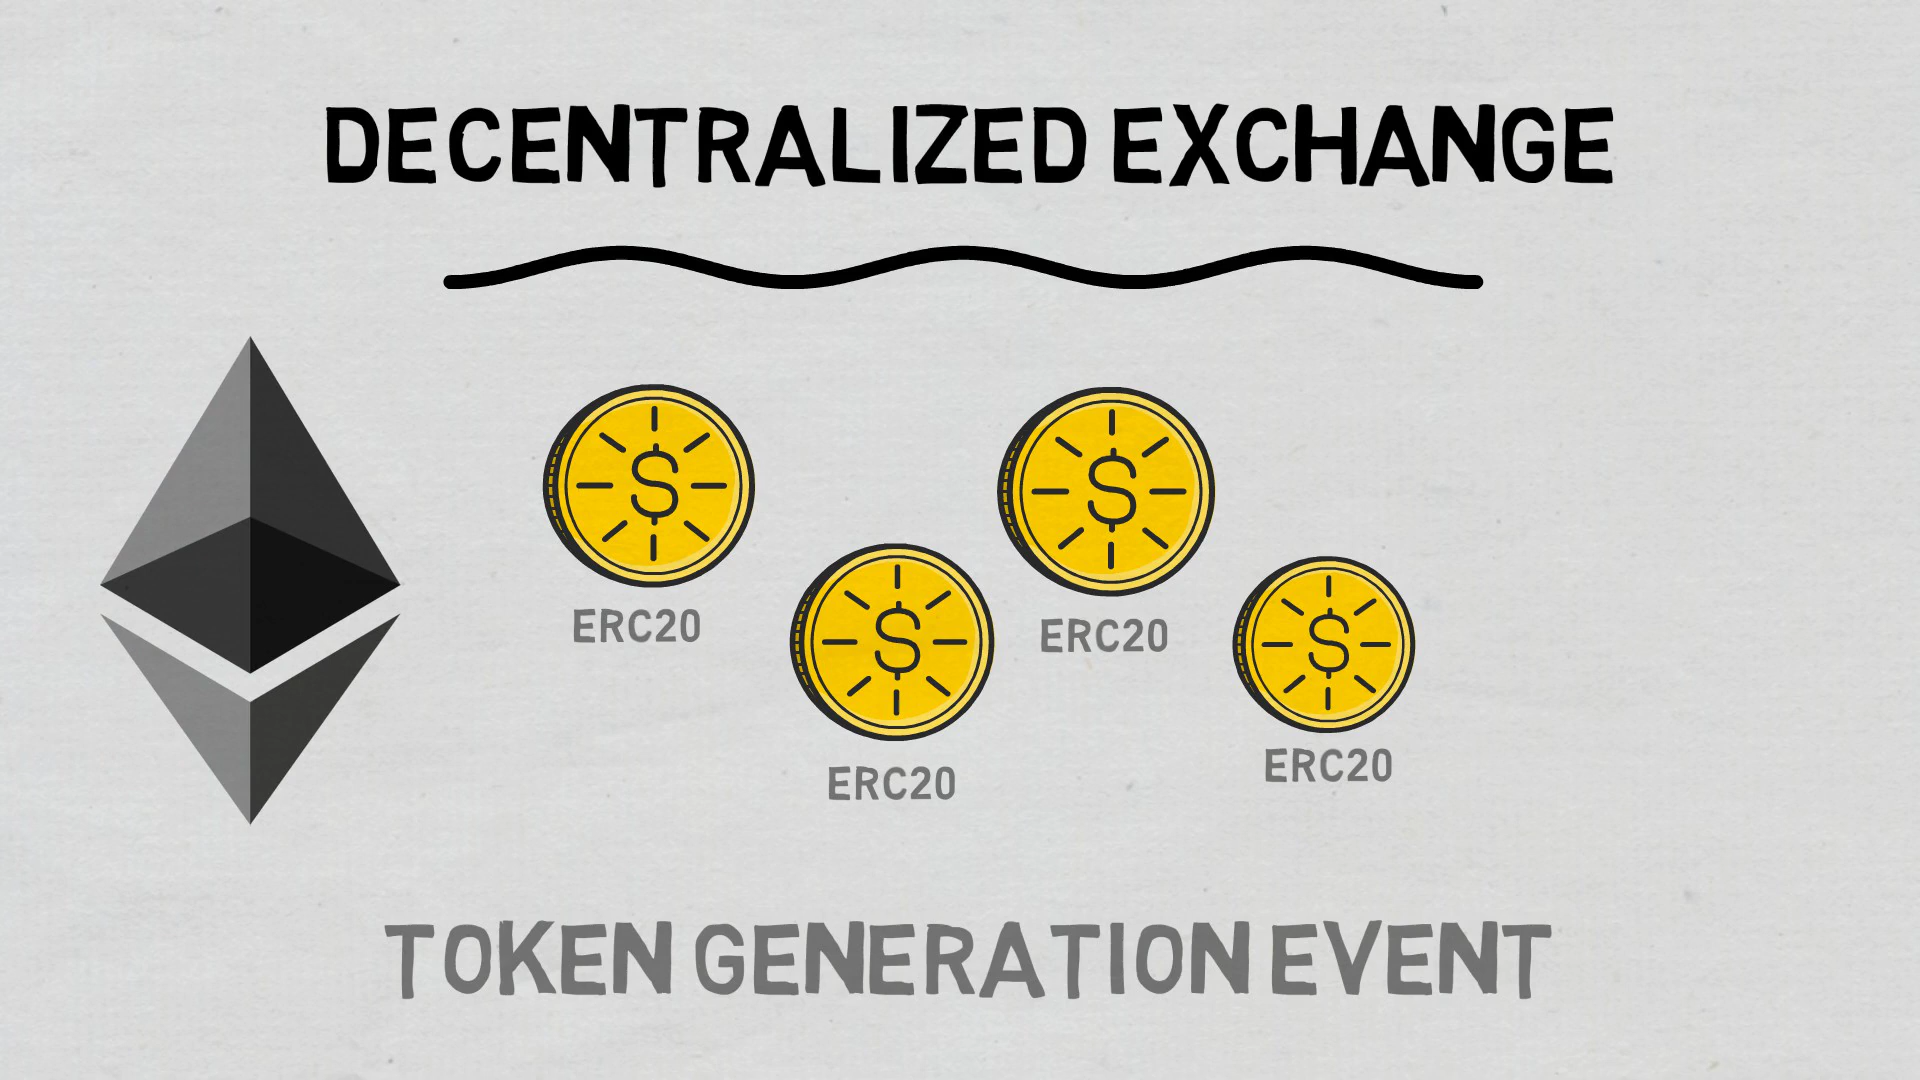 DECENTRALIZED EXCHANGE
ERC20
ERC20
ERC20
ERC20
TOKEN GENERATION EVENT